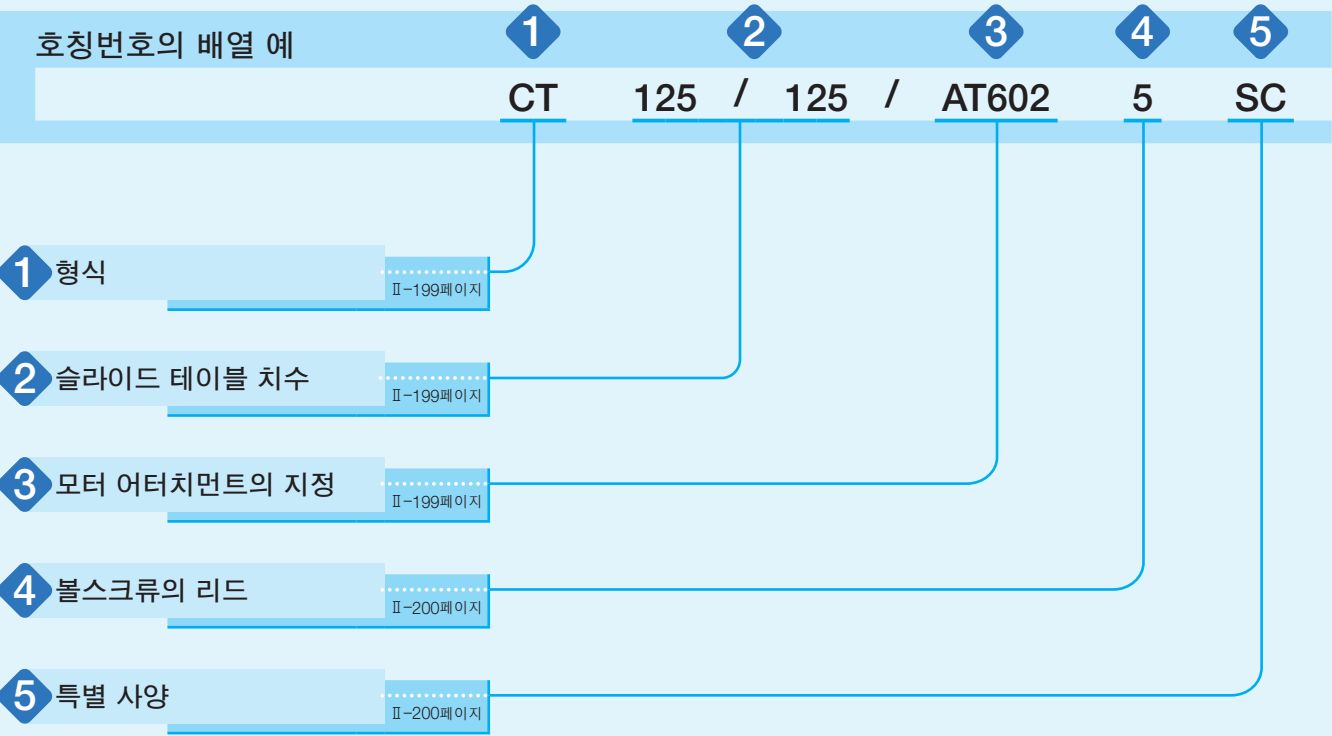 1 2 3 4 5
호칭번호의 배열 예
CT 125 / 125 / AT602 5 SC
1 형식
Ⅱ-199페이지
2 슬라이드 테이블 치수
Ⅱ-199페이지
3 모터 어터치먼트의 지정
Ⅱ-199페이지
4 볼스크류의 리드
Ⅱ-200페이지
5 특별 사양
Ⅱ-200페이지